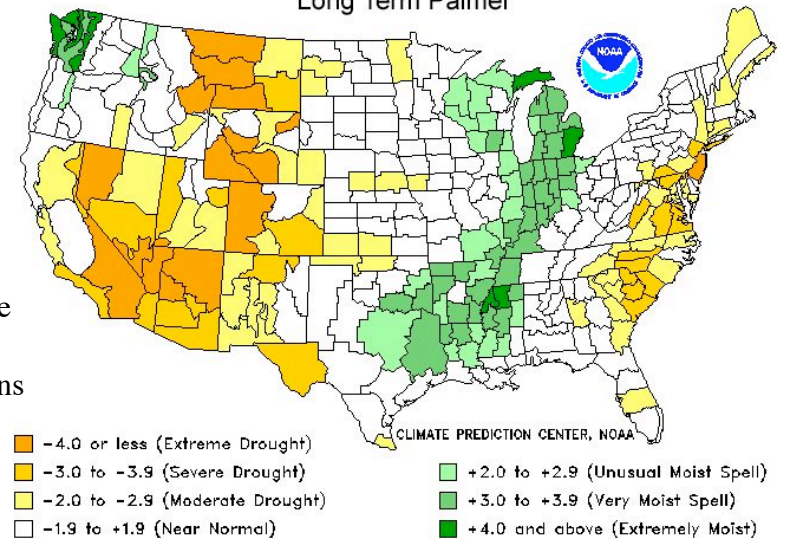 Long Term Palmer
NOAA
e
ns
CLIMATE PREDICTION CENTER, NOAA
-4.0 or less (Extreme Drought)
-3.0 to -3.9 (Severe Drought)
-2.0 to -2.9 (Moderate Drought)
-1.9 to +1.9 (Near Normal)
+2.0 to +2.9 (Unusual Moist Spell)
+3.0 to +3.9 (Very Moist Spell)
+4.0 and above (Extremely Moist)